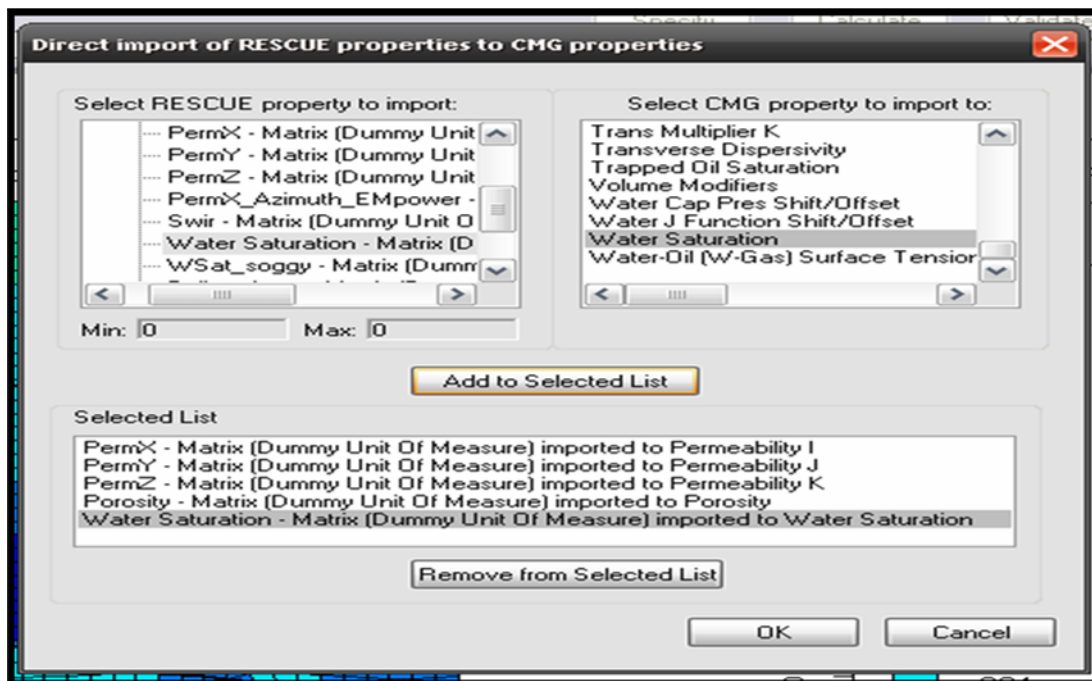 Specify Calculate Validate
Direct import of RESCUE properties to CMG properties
Select RESCUE property to import:
PermX - Matrix (Dummy Unit
PermY - Matrix (Dummy Unit
PermZ - Matrix (Dummy Unit
PermX_Azimuth_EMpower -
Swir - Matrix (Dummy Unit O
Water Saturation - Matrix (D
WSat_soggy - Matrix (Dumm
Min: 0 Max: 0
Select CMG property to import to:
Trans Multiplier K
Transverse Dispersivity
Trapped Oil Saturation
Volume Modifiers
Water Cap Pres Shift/Offset
Water J Function Shift/Offset
Water Saturation
Water-Oil (W-Gas) Surface Tension
Add to Selected List
Selected List
PermX - Matrix (Dummy Unit Of Measure) imported to Permeability I
PermY - Matrix (Dummy Unit Of Measure) imported to Permeability J
PermZ - Matrix (Dummy Unit Of Measure) imported to Permeability K
Porosity - Matrix (Dummy Unit Of Measure) imported to Porosity
Water Saturation - Matrix (Dummy Unit Of Measure) imported to Water Saturation
Remove from Selected List
OK Cancel